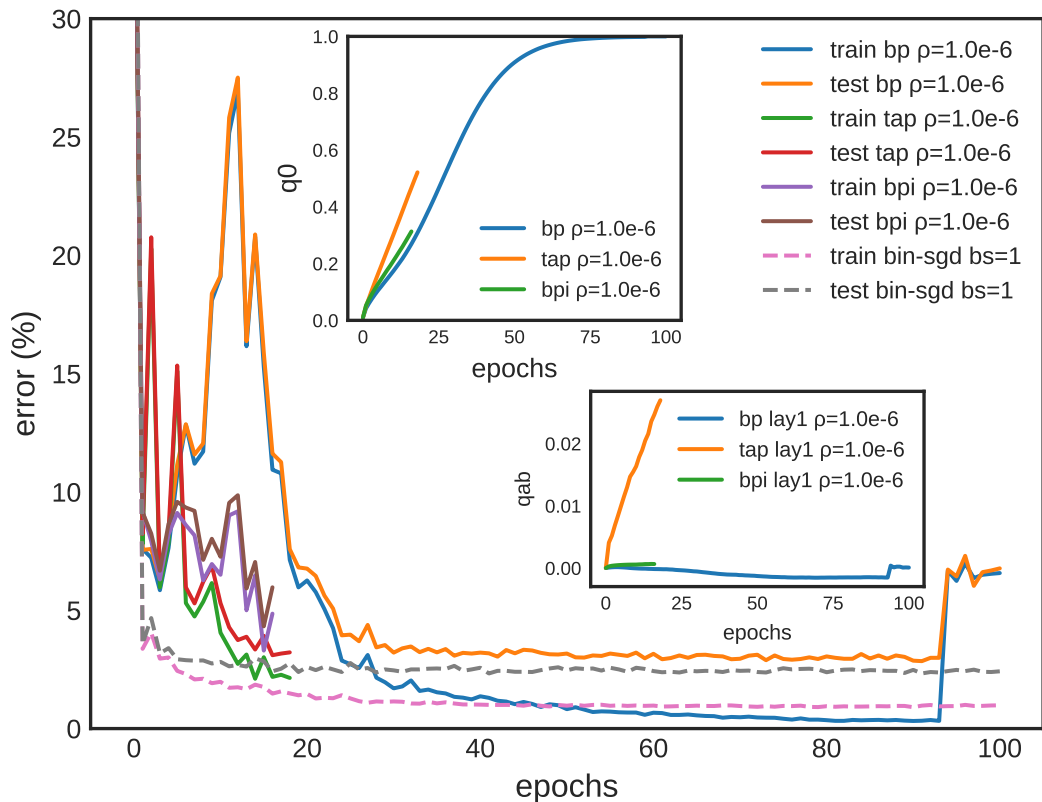 30
25
20
15
10
5
0
error (%)
0
20
40
60
80
100
epochs
train bp ρ=1.0e-6
test bp ρ=1.0e-6
train tap ρ=1.0e-6
test tap ρ=1.0e-6
train bpi ρ=1.0e-6
test bpi ρ=1.0e-6
train bin-sgd bs=1
test bin-sgd bs=1
1.0
0.8
0.6
0.4
0.2
0.0
q0
0
25
50
75
100
epochs
bp ρ=1.0e-6
tap ρ=1.0e-6
bpi ρ=1.0e-6
0.02
0.01
0.00
qab
0
25
50
75
100
epochs
bp lay1 ρ=1.0e-6
tap lay1 ρ=1.0e-6
bpi lay1 ρ=1.0e-6